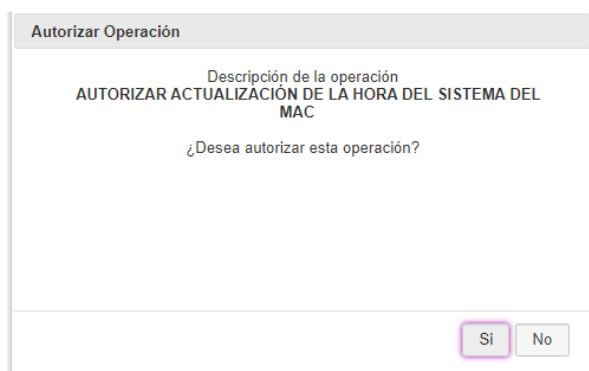 Autorizar Operación
Descripción de la operación
AUTORIZAR ACTUALIZACIÓN DE LA HORA DEL SISTEMA DEL
MAC
¿Desea autorizar esta operación?
Si No